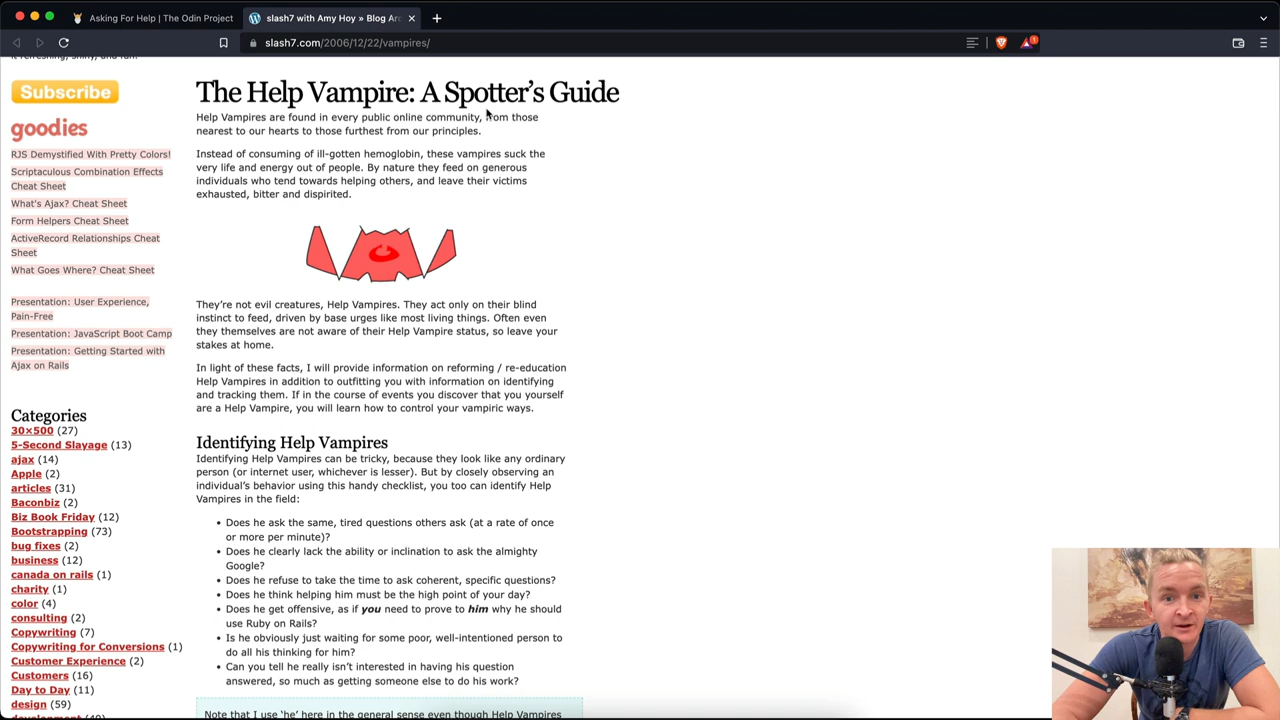 Asking For Help | The Odin Project
slash7 with Amy Hoy » Blog Arc
slash7.com/2006/12/22/vampires/
1
it refreshing, shiny, and fun!
Subscribe
goodies
RJS Demystified With Pretty Colors!
Scriptaculous Combination Effects
Cheat Sheet
What's Ajax? Cheat Sheet
Form Helpers Cheat Sheet
ActiveRecord Relationships Cheat
Sheet
What Goes Where? Cheat Sheet
Presentation: User Experience,
Pain-Free
Presentation: JavaScript Boot Camp
Presentation: Getting Started with
Ajax on Rails
Categories
30×500 (27)
5-Second Slayage (13)
ajax (14)
Apple (2)
articles (31)
Baconbiz (2)
Biz Book Friday (12)
Bootstrapping (73)
bug fixes (2)
business (12)
canada on rails (1)
charity (1)
color (4)
consulting (2)
Copywriting (7)
Copywriting for Conversions (1)
Customer Experience (2)
Customers (16)
Day to Day (11)
design (59)
The Help Vampire: A Spotter's Guide
Help Vampires are found in every public online community, from those
nearest to our hearts to those furthest from our principles.
Instead of consuming of ill-gotten hemoglobin, these vampires suck the
very life and energy out of people. By nature they feed on generous
individuals who tend towards helping others, and leave their victims
exhausted, bitter and dispirited.
They're not evil creatures, Help Vampires. They act only on their blind
instinct to feed, driven by base urges like most living things. Often even
they themselves are not aware of their Help Vampire status, so leave your
stakes at home.
In light of these facts, I will provide information on reforming / re-education
Help Vampires in addition to outfitting you with information on identifying
and tracking them. If in the course of events you discover that you yourself
are a Help Vampire, you will learn how to control your vampiric ways.
Identifying Help Vampires
Identifying Help Vampires can be tricky, because they look like any ordinary
person (or internet user, whichever is lesser). But by closely observing an
individual's behavior using this handy checklist, you too can identify Help
Vampires in the field:
• Does he ask the same, tired questions others ask (at a rate of once
or more per minute)?
• Does he clearly lack the ability or inclination to ask the almighty
Google?
• Does he refuse to take the time to ask coherent, specific questions?
• Does he think helping him must be the high point of your day?
• Does he get offensive, as if you need to prove to him why he should
use Ruby on Rails?
• Is he obviously just waiting for some poor, well-intentioned person to
do all his thinking for him?
• Can you tell he really isn't interested in having his question
answered, so much as getting someone else to do his work?
Note that I use 'he' here in the general sense even though Help Vampires